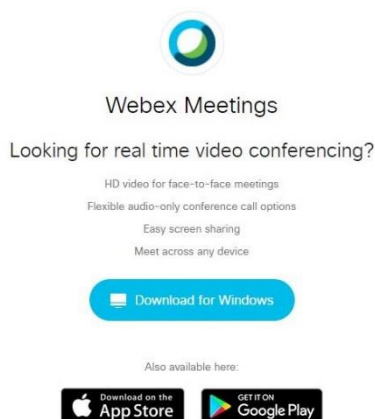 Webex Meetings
Looking for real time video conferencing?
HD video for face-to-face meetings
Flexible audio-only conference call options
Easy screen sharing
Meet across any device
Download for Windows
Also available here:
Download on the
App Store
GET IT ON
Google Play